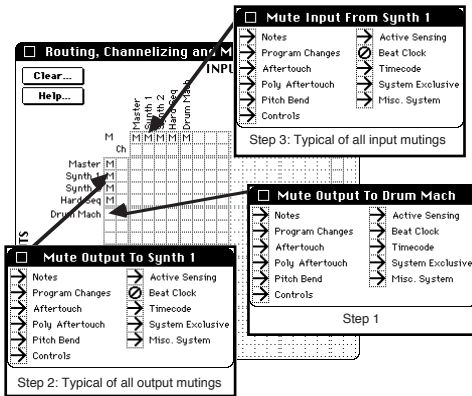 Mute Input From Synth 1
Notes
Program Changes
Aftertouch
Poly Aftertouch
Pitch Bend
Controls
Active Sensing
Beat Clock
Timecode
System Exclusive
Misc. System
Step 3: Typical of all input mutings
Routing, Channelizing and M
Clear...
Help...
INPU
Master
Synth 1
Synth 2
Hard Seq
Drum Mach
M
M M M M M
Ch
Master M
Synth 1 M
Synth M
Hard Seq M
Drum Mach
TS
Mute Output To Drum Mach
Notes
Program Changes
Aftertouch
Poly Aftertouch
Pitch Bend
Controls
Active Sensing
Beat Clock
Timecode
System Exclusive
Misc. System
Step 1
Mute Output To Synth 1
Notes
Program Changes
Aftertouch
Poly Aftertouch
Pitch Bend
Controls
Active Sensing
Beat Clock
Timecode
System Exclusive
Misc. System
Step 2: Typical of all output mutings